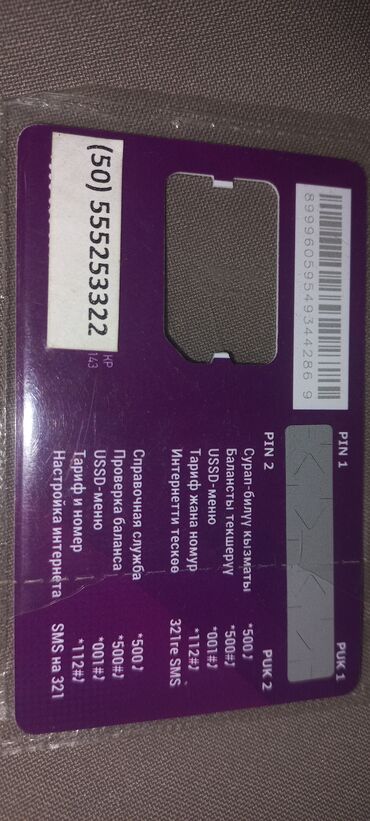 8999605954934428​6 9
(50) 555253322
КР
143
PIN 1
PUK 1
PIN 2
PUK 2
Сурап-билүү кызматы *500
Балансты текшерүү *500#
USSD-меню *001#
Тариф жана номур *112#
Интернетти тескөө 321ге SMS
Справочная служба *500
Проверка баланса *500#
USSD-меню *001#
Тариф и номер *112#
Настройка интернета SMS на 321